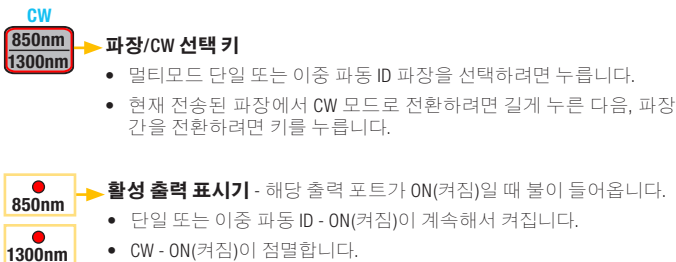 CW
850nm
1300nm
파장/CW 선택 키
• 멀티모드 단일 또는 이중 파동 ID 파장을 선택하려면 누릅니다.
• 현재 전송된 파장에서 CW 모드로 전환하려면 길게 누른 다음, 파장
간을 전환하려면 키를 누릅니다.
850nm
활성 출력 표시기 - 해당 출력 포트가 ON(켜짐)일 때 불이 들어옵니다.
• 단일 또는 이중 파동 ID - ON(켜짐)이 계속해서 켜집니다.
1300nm
• CW - ON(켜짐)이 점멸합니다.